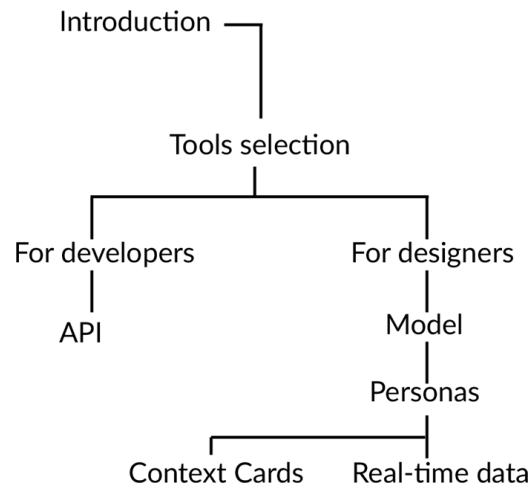 Introduction
Tools selection
For developers
For designers
API
Model
Personas
Context Cards
Real-time data